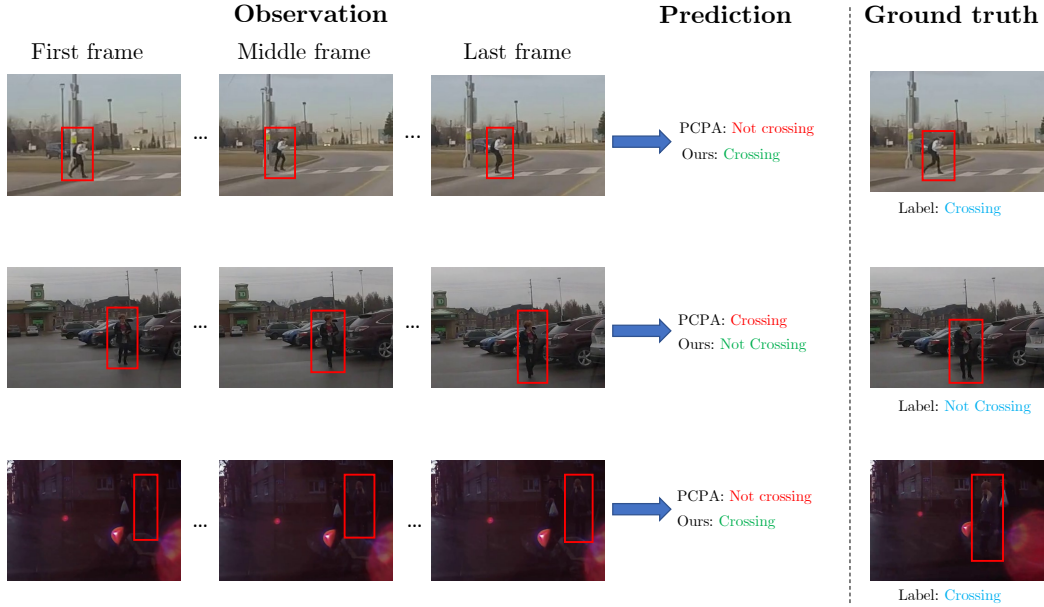 Observation
Prediction
Ground truth
First frame
Middle frame
Last frame
...
...
PCPA: Not crossing
Ours: Crossing
Label: Crossing
...
...
PCPA: Crossing
Ours: Not Crossing
Label: Not Crossing
...
...
PCPA: Not crossing
Ours: Crossing
Label: Crossing